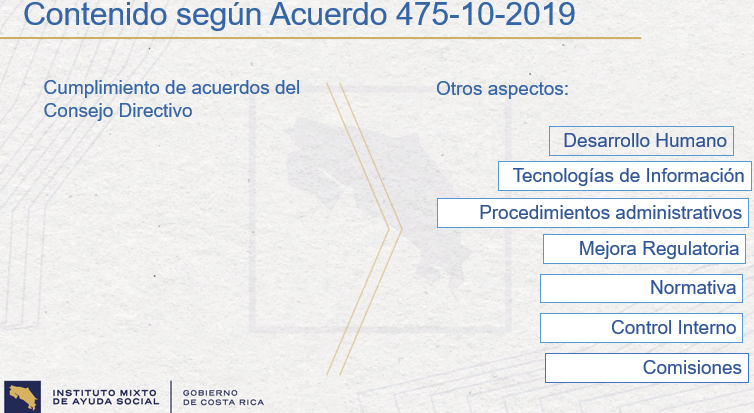 Contenido según Acuerdo 475-10-2019
Cumplimiento de acuerdos del
Consejo Directivo
Otros aspectos:
Desarrollo Humano
Tecnologías de Información
Procedimientos administrativos
Mejora Regulatoria
Normativa
Control Interno
Comisiones
INSTITUTO MIXTO
DE AYUDA SOCIAL
GOBIERNO
DE COSTA RICA